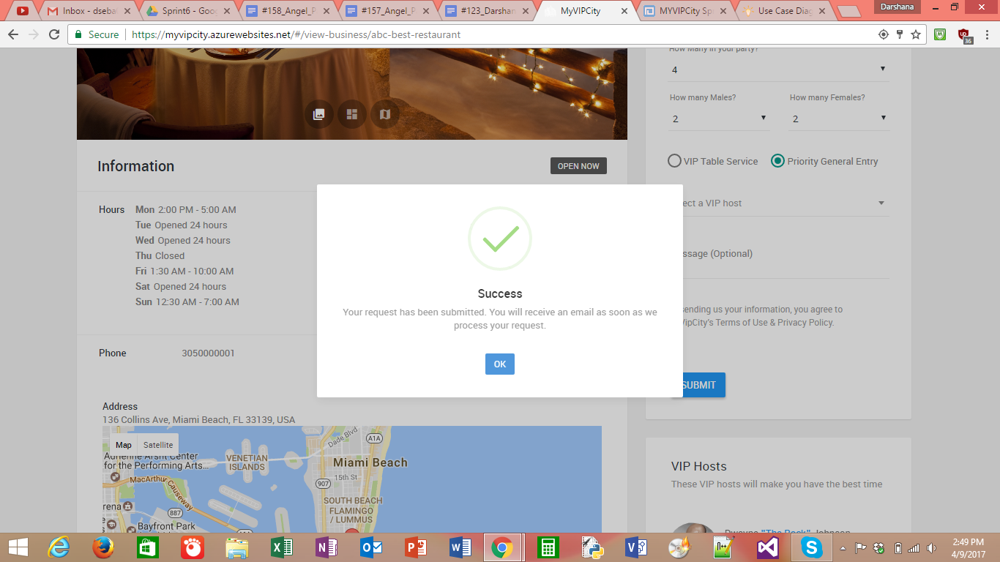 Inbox - dseba
Sprint6 - Goo
#158_Angel_P
#157_Angel_P
#123_Darshan
MyVIPCity
MYVIPCity Sp
Use Case Dia
Darshana
Secure
https://myvipcity.azurewebsites.net/#/view-business/abc-best-restaurant
36
How many in your party?
4
How many Males?
How many Females?
2
2
VIP Table Service
Priority General Entry
Information
OPEN NOW
ect a VIP host
Hours
Mon 2:00 PM - 5:00 AM
Tue Opened 24 hours
Wed Opened 24 hours
Thu Closed
Fri 1:30 AM - 10:00 AM
Sat Opened 24 hours
Sun 12:30 AM - 7:00 AM
ssage (Optional)
Success
Your request has been submitted. You will receive an email as soon as we
process your request.
OK
sending us your information, you agree to
VipCity's Terms of Use & Privacy Policy.
Phone
3050000001
SUBMIT
Address
136 Collins Ave, Miami Beach, FL 33139, USA
Map
Satellite
Adrienne Arsht Center
for the Performing Arts...
VENETIAN
ISLANDS
Dade Blvd
A1A
Miami Beach
15th St
907
MacArthur Causeway
SOUTH BEACH
FLAMINGO
/ LUMMUS
rena
887
Bayfront Park
VIP Hosts
These VIP hosts will make you have the best time
Dwayne "The Rock" Johnson
2:49 PM
4/9/2017